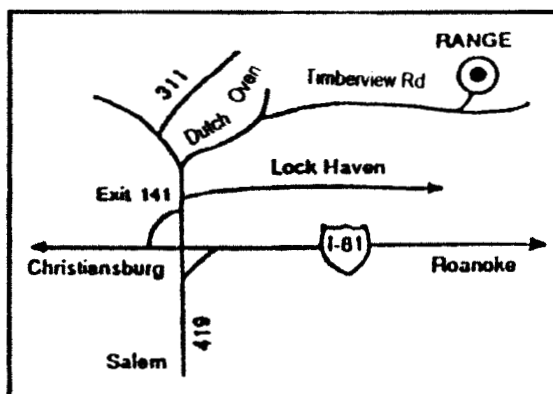 RANGE
311
Dutch Oven
Timberview Rd
Lock Haven
Exit 141
I-81
Christiansburg
Roanoke
419
Salem